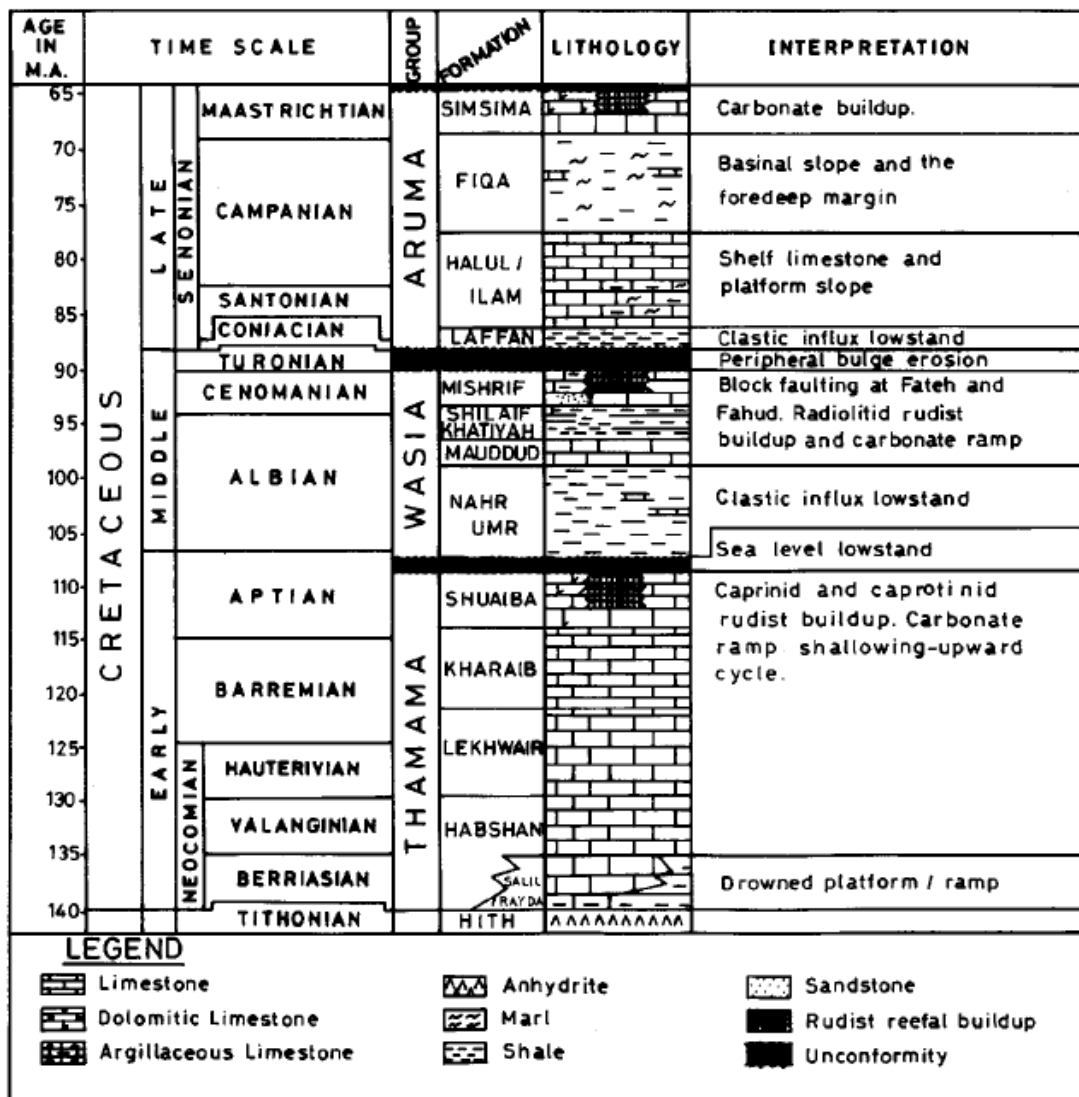 AGE IN M.A.
TIME SCALE
GROUP
FORMATION
LITHOLOGY
INTERPRETATION
65
70
75
80
85
90
95
100
105
110
115
120
125
130
135
140
CRETACEOUS
LATE
MIDDLE
EARLY
SENONIAN
NEOCOMIAN
MAASTRICHTIAN
CAMPANIAN
SANTONIAN
CONIACIAN
TURONIAN
CENOMANIAN
ALBIAN
APTIAN
BARREMIAN
HAUTERIVIAN
VALANGINIAN
BERRIASIAN
TITHONIAN
ARUMA
WASIA
THAMAMA
SIMSIMA
FIQA
HALUL /
ILAM
LAFFAN
MISHRIF
SHILAIF
KHATIYAH
MAUDDUD
NAHR
UMR
SHUAIBA
KHARAIB
LEKHWAIR
HABSHAN
SALIL
RAYDA
HITH
Carbonate buildup.
Basinal slope and the
foredeep margin
Shelf limestone and
platform slope
Clastic influx lowstand
Peripheral bulge erosion
Block faulting at Fateh and
Fahud. Radiolitid rudist
buildup and carbonate ramp
Clastic influx lowstand
Sea level lowstand
Caprinid and caprotinid
rudist buildup. Carbonate
ramp shallowing-upward
cycle.
Drowned platform / ramp
LEGEND
Limestone
Dolomitic Limestone
Argillaceous Limestone
Anhydrite
Marl
Shale
Sandstone
Rudist reefal buildup
Unconformity